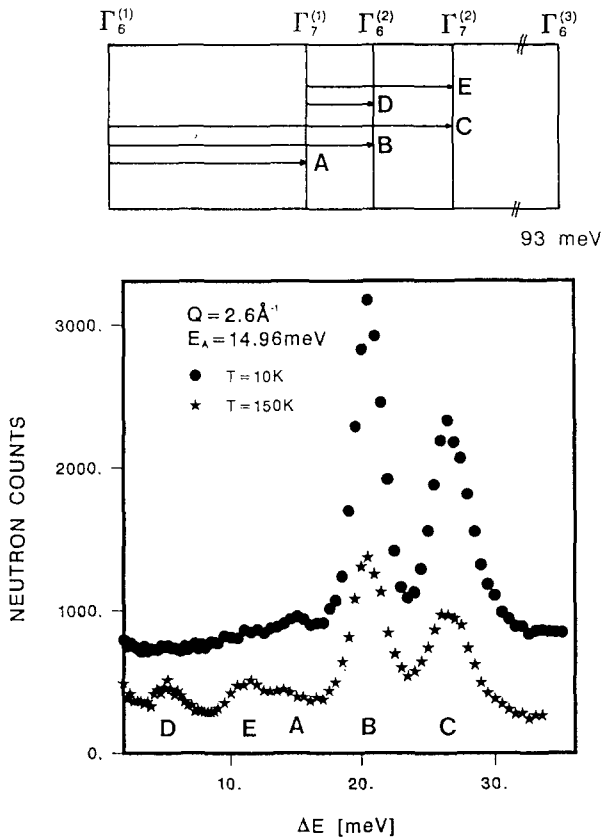 Γ₆⁽¹⁾ Γ₇⁽¹⁾ Γ₆⁽²⁾ Γ₇⁽²⁾ Γ₆⁽³⁾
E
D
C
B
A
93 meV
Q=2.6Å⁻¹
E_A=14.96meV
● T=10K
★ T=150K
3000.
2000.
1000.
0.
NEUTRON COUNTS
D E A B C
10. 20. 30.
ΔE [meV]